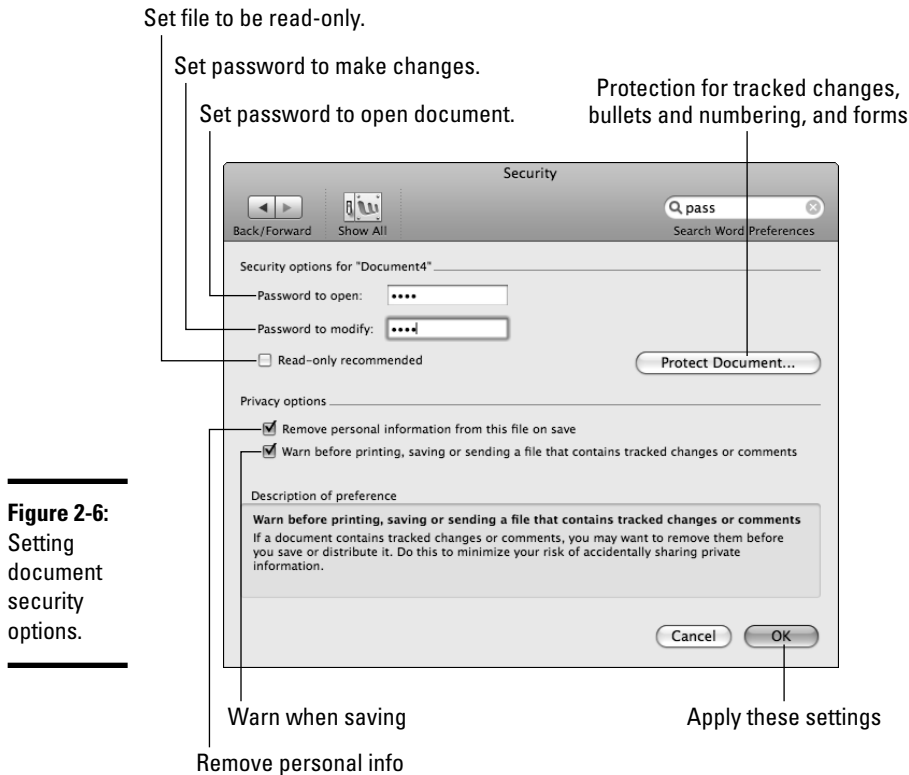 Set file to be read-only.
Set password to make changes.
Set password to open document.
Protection for tracked changes,
bullets and numbering, and forms
Security
pass
Back/Forward
Show All
Search Word Preferences
Security options for "Document4"
Password to open: ••••
Password to modify: ••••
Read-only recommended
Protect Document...
Privacy options
Remove personal information from this file on save
Warn before printing, saving or sending a file that contains tracked changes or comments
Description of preference
Warn before printing, saving or sending a file that contains tracked changes or comments
If a document contains tracked changes or comments, you may want to remove them before
you save or distribute it. Do this to minimize your risk of accidentally sharing private
information.
Cancel
OK
Figure 2-6:
Setting
document
security
options.
Warn when saving
Apply these settings
Remove personal info